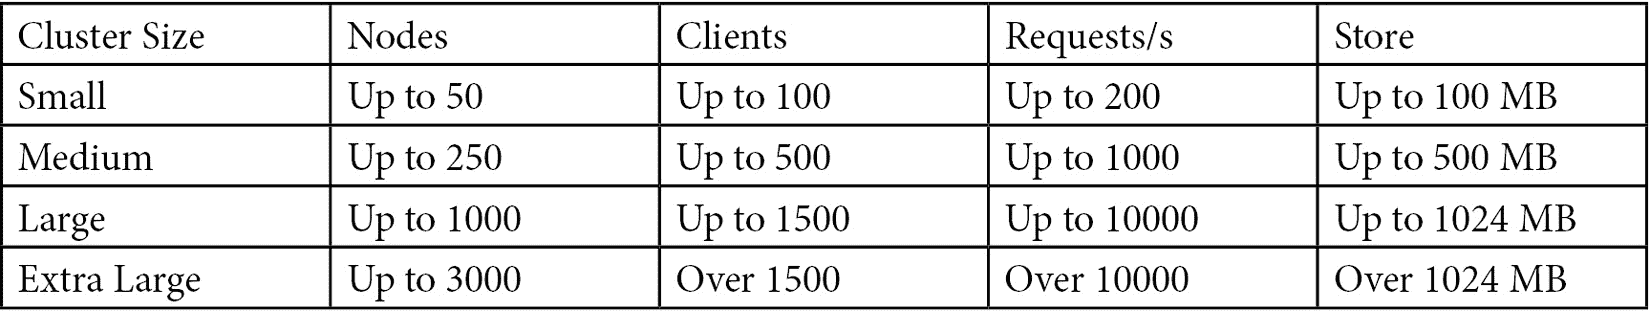 Cluster Size Nodes Clients Requests/s Store
Small Up to 50 Up to 100 Up to 200 Up to 100 MB
Medium Up to 250 Up to 500 Up to 1000 Up to 500 MB
Large Up to 1000 Up to 1500 Up to 10000 Up to 1024 MB
Extra Large Up to 3000 Over 1500 Over 10000 Over 1024 MB